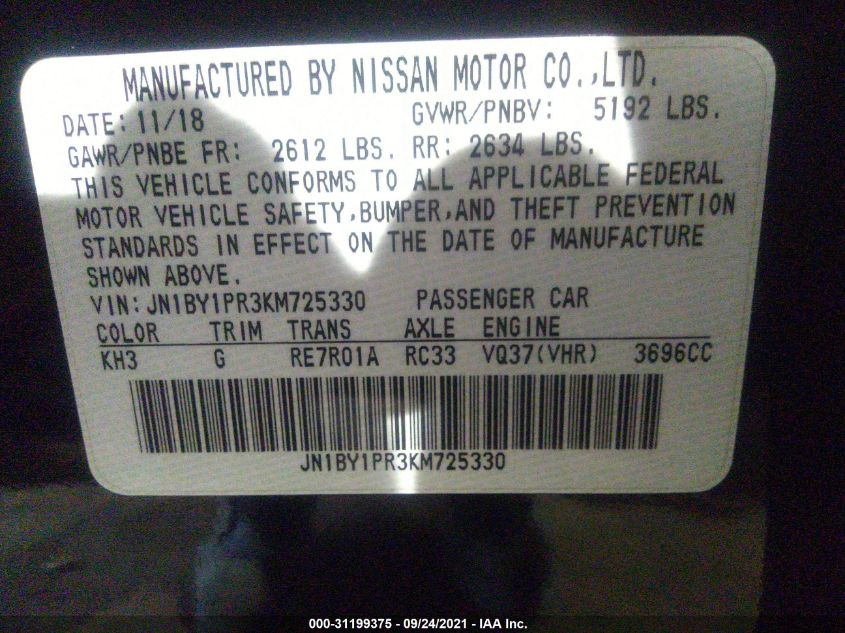 MANUFACTURED BY NISSAN MOTOR CO.,LTD.
DATE: 11/18 GVWR/PNBV: 5192 LBS.
GAWR/PNBE FR: 2612 LBS. RR: 2634 LBS.
THIS VEHICLE CONFORMS TO ALL APPLICABLE FEDERAL
MOTOR VEHICLE SAFETY,BUMPER,AND THEFT PREVENTION
STANDARDS IN EFFECT ON THE DATE OF MANUFACTURE
SHOWN ABOVE.
VIN:JN1BY1PR3KM725330 PASSENGER CAR
COLOR TRIM TRANS AXLE ENGINE
KH3 G RE7R01A RC33 VQ37(VHR) 3696CC
JN1BY1PR3KM725330
000-31199375 - 09/24/2021 - IAA Inc.